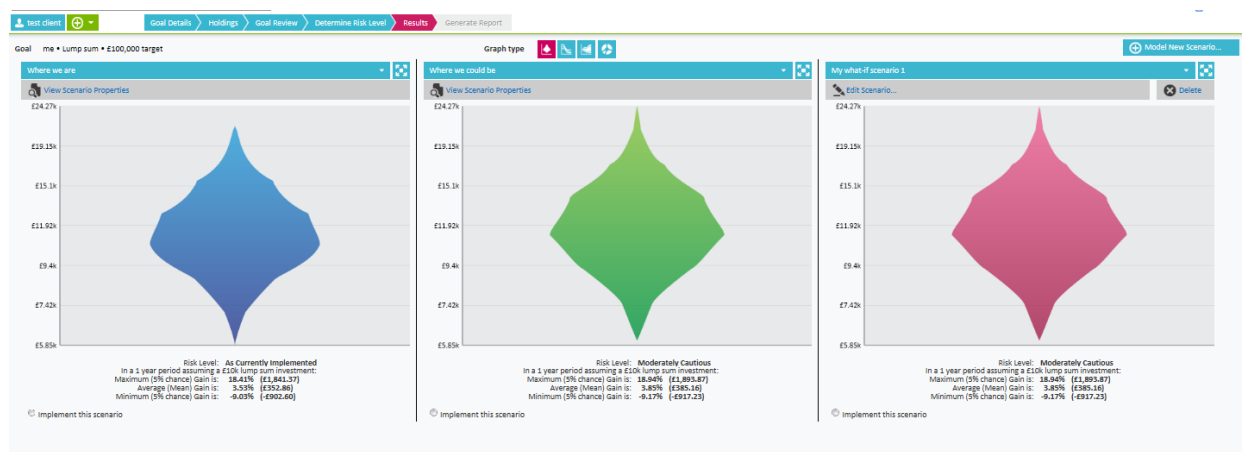 test client
Goal Details Holdings Goal Review Determine Risk Level Results Generate Report
Goal me • Lump sum • £100,000 target
Graph type
Model New Scenario...
Where we are
View Scenario Properties
£24.27k
£19.15k
£15.1k
£11.92k
£9.4k
£7.42k
£5.85k
Risk Level: As Currently Implemented
In a 1 year period assuming a £10k lump sum investment:
Maximum (5% chance) Gain is: 18.41% (£1,841.37)
Average (Mean) Gain is: 3.53% (£352.86)
Minimum (5% chance) Gain is: -9.03% (-£902.60)
Implement this scenario
Where we could be
View Scenario Properties
£24.27k
£19.15k
£15.1k
£11.92k
£9.4k
£7.42k
£5.85k
Risk Level: Moderately Cautious
In a 1 year period assuming a £10k lump sum investment:
Maximum (5% chance) Gain is: 18.94% (£1,893.87)
Average (Mean) Gain is: 3.85% (£385.16)
Minimum (5% chance) Gain is: -9.17% (-£917.23)
Implement this scenario
My what-if scenario 1
Edit Scenario...
Delete
£24.27k
£19.15k
£15.1k
£11.92k
£9.4k
£7.42k
£5.85k
Risk Level: Moderately Cautious
In a 1 year period assuming a £10k lump sum investment:
Maximum (5% chance) Gain is: 18.94% (£1,893.87)
Average (Mean) Gain is: 3.85% (£385.16)
Minimum (5% chance) Gain is: -9.17% (-£917.23)
Implement this scenario